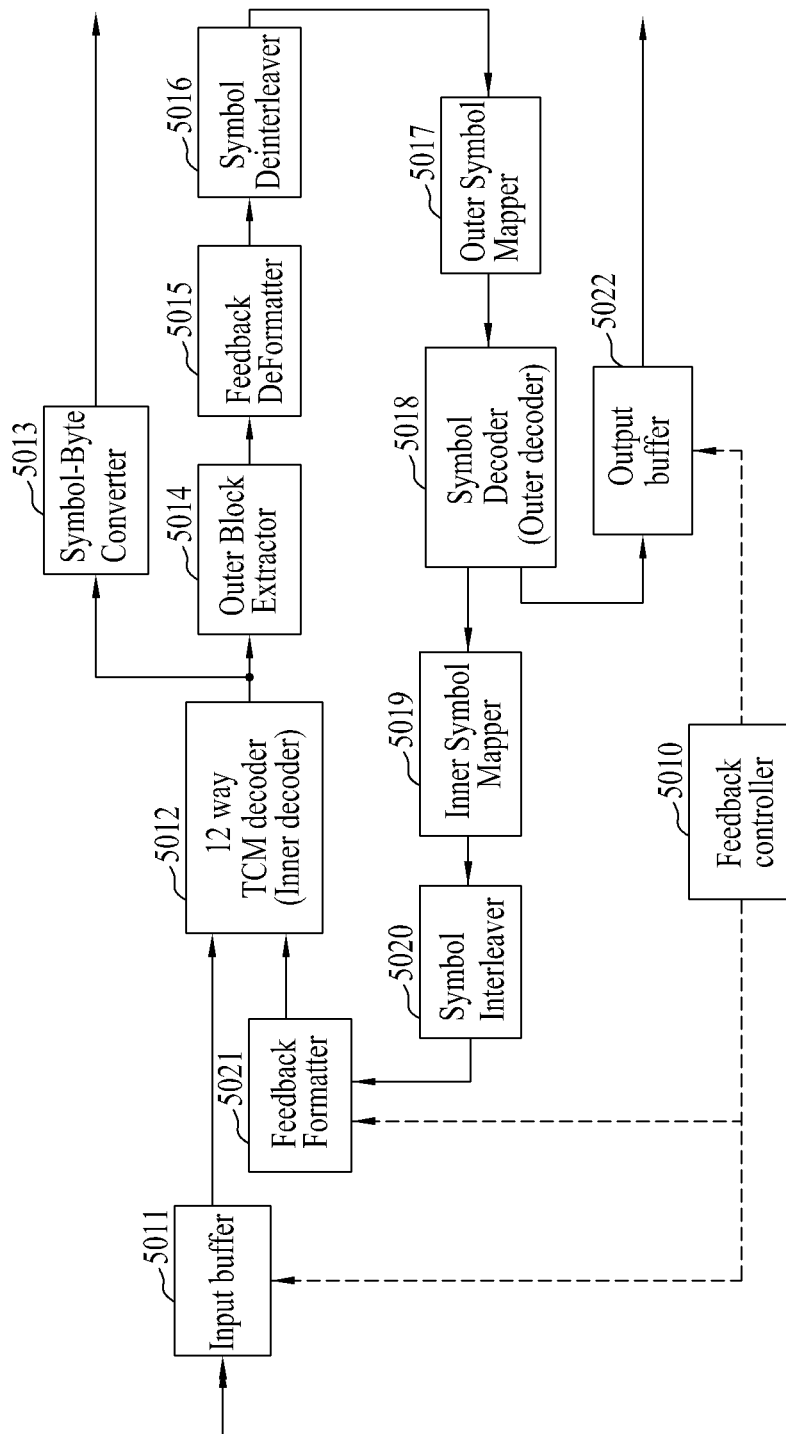 5011
Input buffer
5021
Feedback
Formatter
5012
12 way
TCM decoder
(Inner decoder)
5013
Symbol-Byte
Converter
5014
Outer Block
Extractor
5015
Feedback
DeFormatter
5016
Symbol
Deinterleaver
5017
Outer Symbol
Mapper
5018
Symbol
Decoder
(Outer decoder)
5019
Inner Symbol
Mapper
5020
Symbol
Interleaver
5022
Output
buffer
5010
Feedback
controller